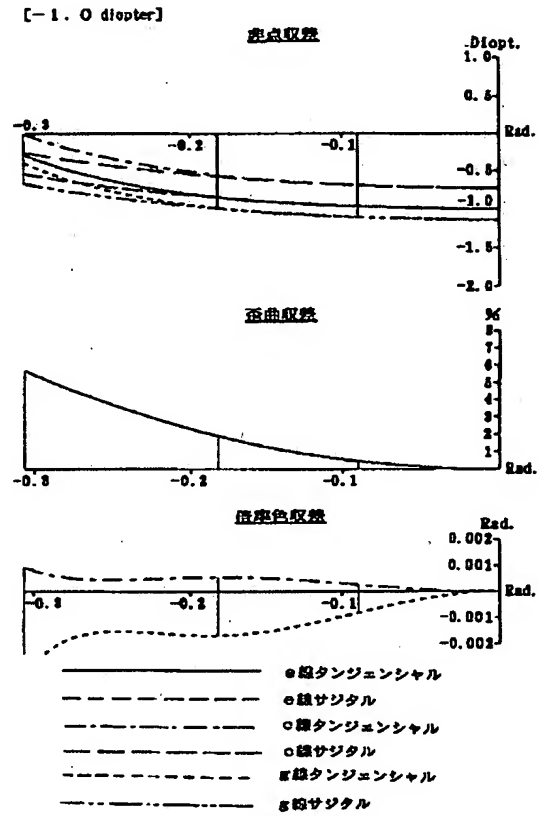 [-1. 0 diopter]
非点収差
Diopt.
1. 0
0. 5
-0.3 -0.2 -0.1 Rad.
-0.5
-1.0
-1.5
-2.0
歪曲収差
%
8
7
6
5
4
3
2
1
-0.3 -0.2 -0.1 Rad.
倍率色収差
Rad.
0.002
0.001
-0.3 -0.2 -0.1 Rad.
-0.001
-0.002
e線タンジェンシャル
e線サジタル
c線タンジェンシャル
c線サジタル
g線タンジェンシャル
g線サジタル